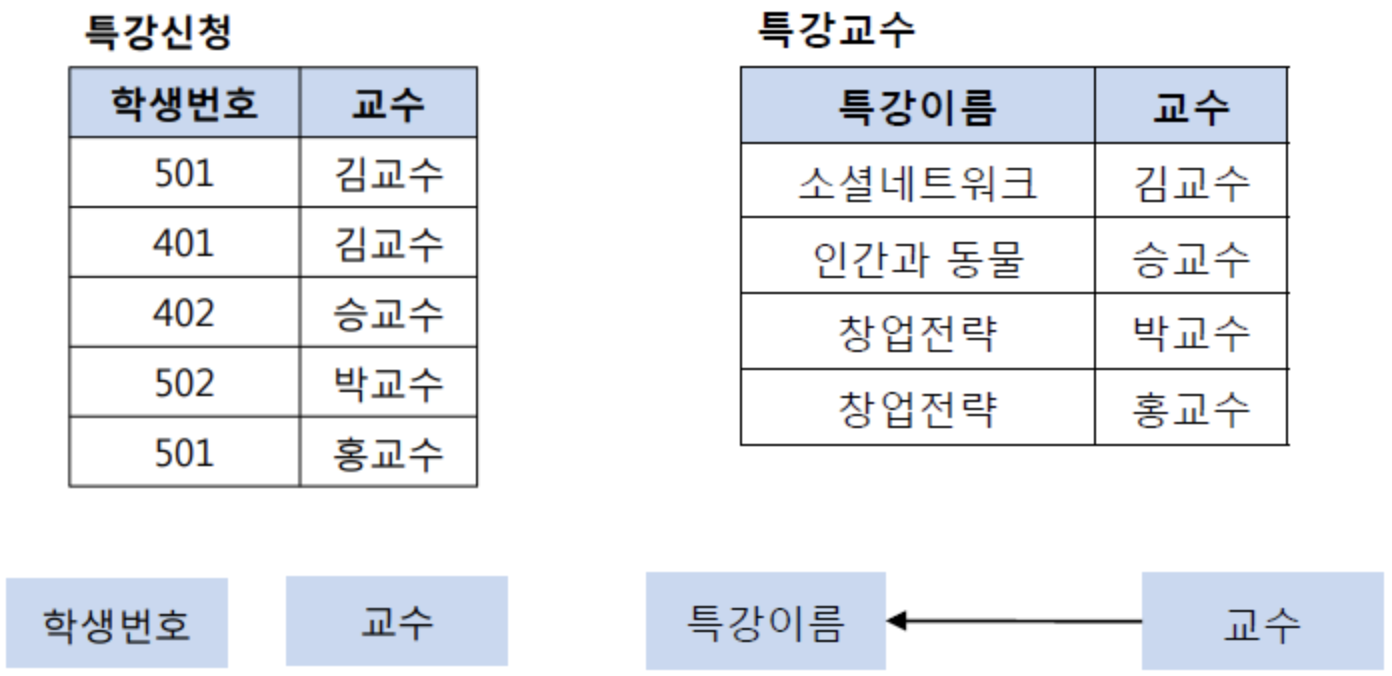 특강신청
학생번호 교수
501 김교수
401 김교수
402 승교수
502 박교수
501 홍교수
특강교수
특강이름 교수
소셜네트워크 김교수
인간과 동물 승교수
창업전략 박교수
창업전략 홍교수
학생번호 교수
특강이름 교수